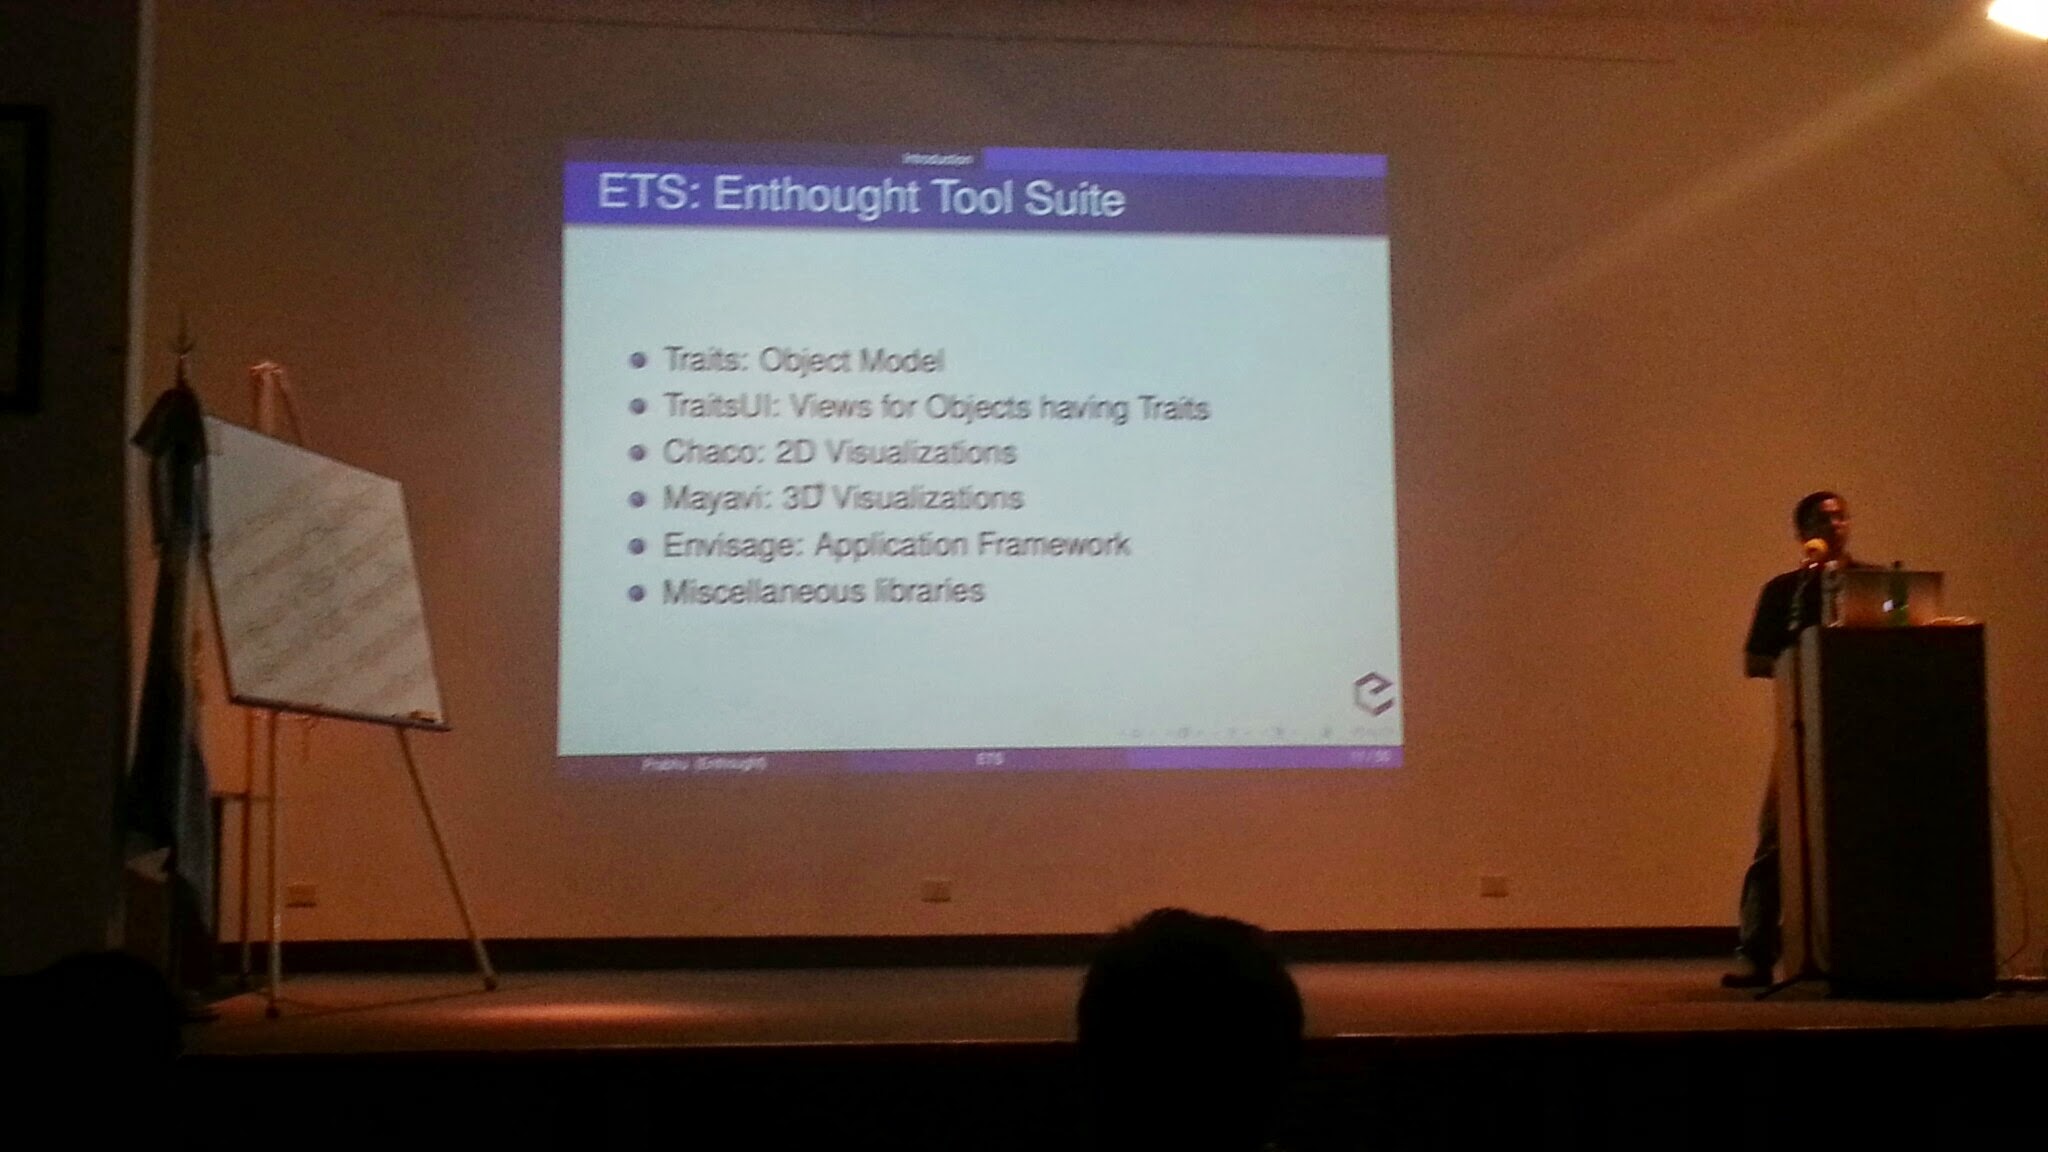 Introduction
ETS: Enthought Tool Suite
Traits: Object Model
TraitsUI: Views for Objects having Traits
Chaco: 2D Visualizations
Mayavi: 3D Visualizations
Envisage: Application Framework
Miscellaneous libraries
Prabhu (Enthought) ETS